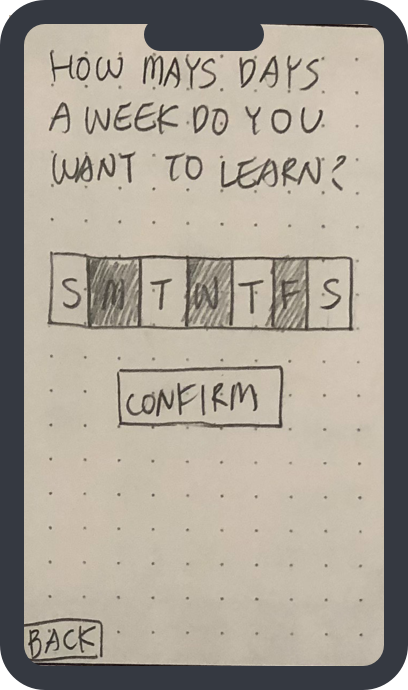 HOW MAYS DAYS
A WEEK DO YOU
WANT TO LEARN?
S M T W T F S
CONFIRM
BACK